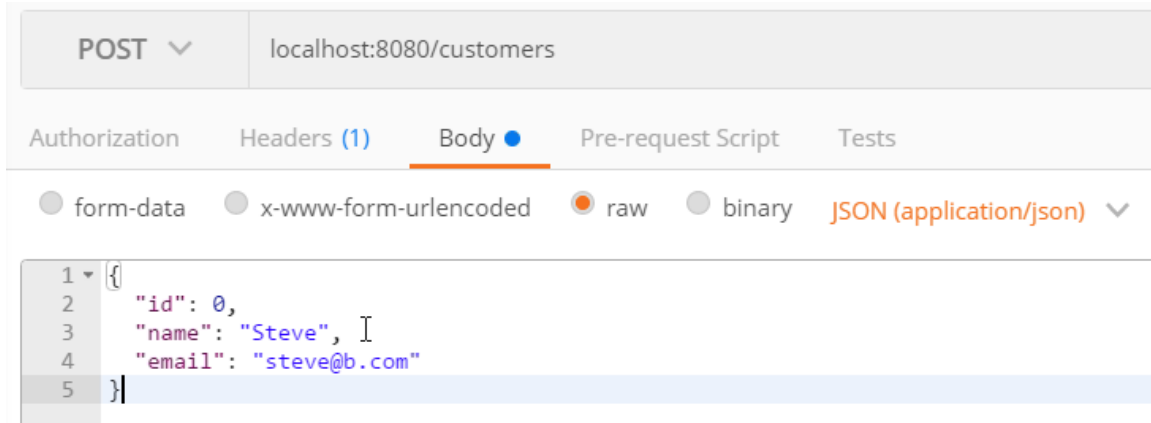 POST localhost:8080/customers
Authorization Headers (1) Body Pre-request Script Tests
form-data x-www-form-urlencoded raw binary JSON (application/json)
1 {
2 "id": 0,
3 "name": "Steve",
4 "email": "steve@b.com"
5 }